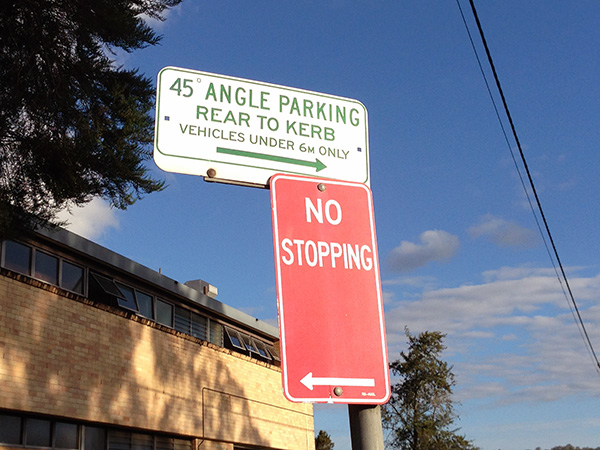 45° ANGLE PARKING
REAR TO KERB
VEHICLES UNDER 6M ONLY
NO
STOPPING